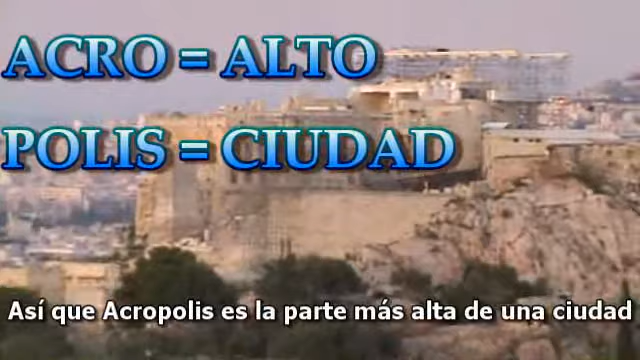 ACRO = ALTO
POLIS = CIUDAD
Así que Acropolis es la parte más alta de una ciudad